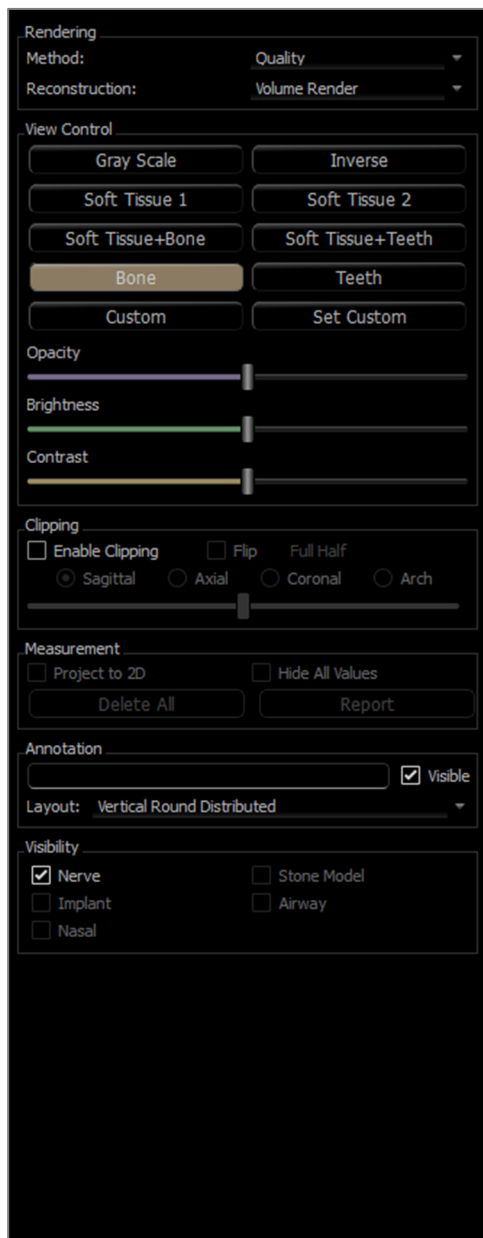 Rendering
Method: Quality
Reconstruction: Volume Render
View Control
Gray Scale Inverse
Soft Tissue 1 Soft Tissue 2
Soft Tissue+Bone Soft Tissue+Teeth
Bone Teeth
Custom Set Custom
Opacity
Brightness
Contrast
Clipping
Enable Clipping Flip Full Half
Sagittal Axial Coronal Arch
Measurement
Project to 2D Hide All Values
Delete All Report
Annotation
Visible
Layout: Vertical Round Distributed
Visibility
Nerve Stone Model
Implant Airway
Nasal